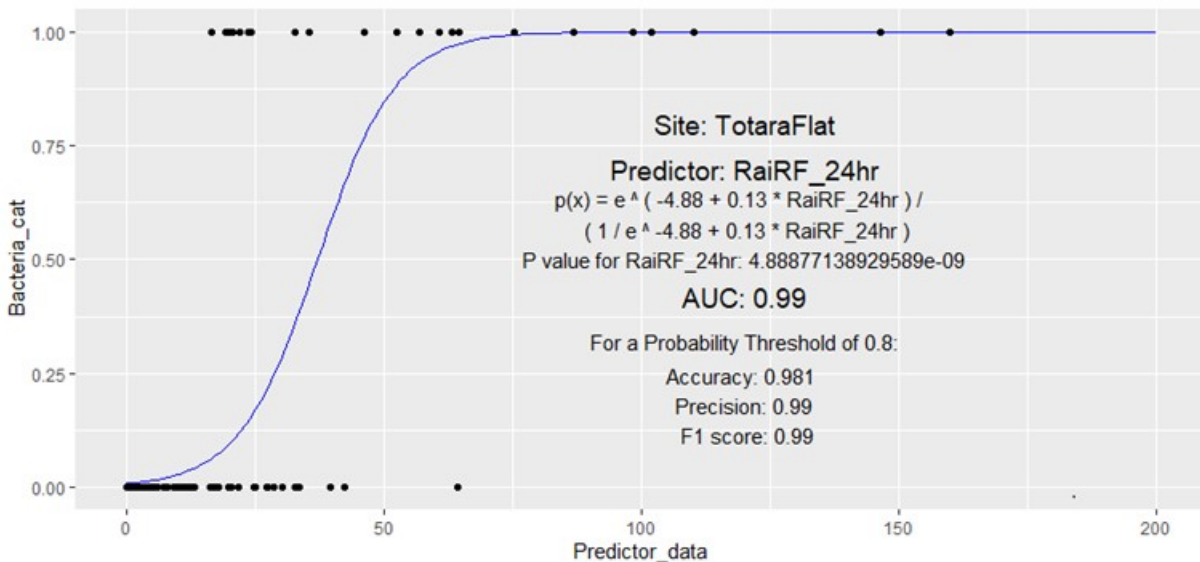 1.00
0.75
0.50
0.25
0.00
Bacteria_cat
Site: TotaraFlat
Predictor: RaiRF_24hr
p(x) = e ^ ( -4.88 + 0.13 * RaiRF_24hr ) /
( 1 / e ^ -4.88 + 0.13 * RaiRF_24hr )
P value for RaiRF_24hr: 4.88877138929589e-09
AUC: 0.99
For a Probability Threshold of 0.8:
Accuracy: 0.981
Precision: 0.99
F1 score: 0.99
0 50 100 150 200
Predictor_data